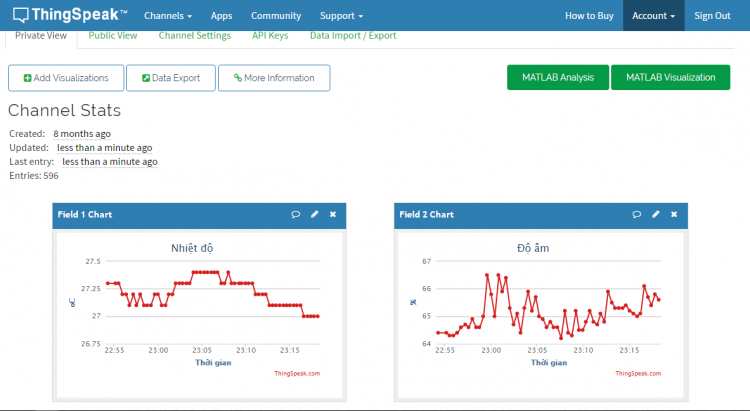 ThingSpeak™ Channels Apps Community Support How to Buy Account Sign Out
Private View Public View Channel Settings API Keys Data Import / Export
Add Visualizations Data Export More Information MATLAB Analysis MATLAB Visualization
Channel Stats
Created: 8 months ago
Updated: less than a minute ago
Last entry: less than a minute ago
Entries: 596
Field 1 Chart
Nhiệt độ
27.5
27.25
27
26.75
°C
22:55 23:00 23:05 23:10 23:15
Thời gian
ThingSpeak.com
Field 2 Chart
Độ ẩm
67
66
65
64
%
22:55 23:00 23:05 23:10 23:15
Thời gian
ThingSpeak.com